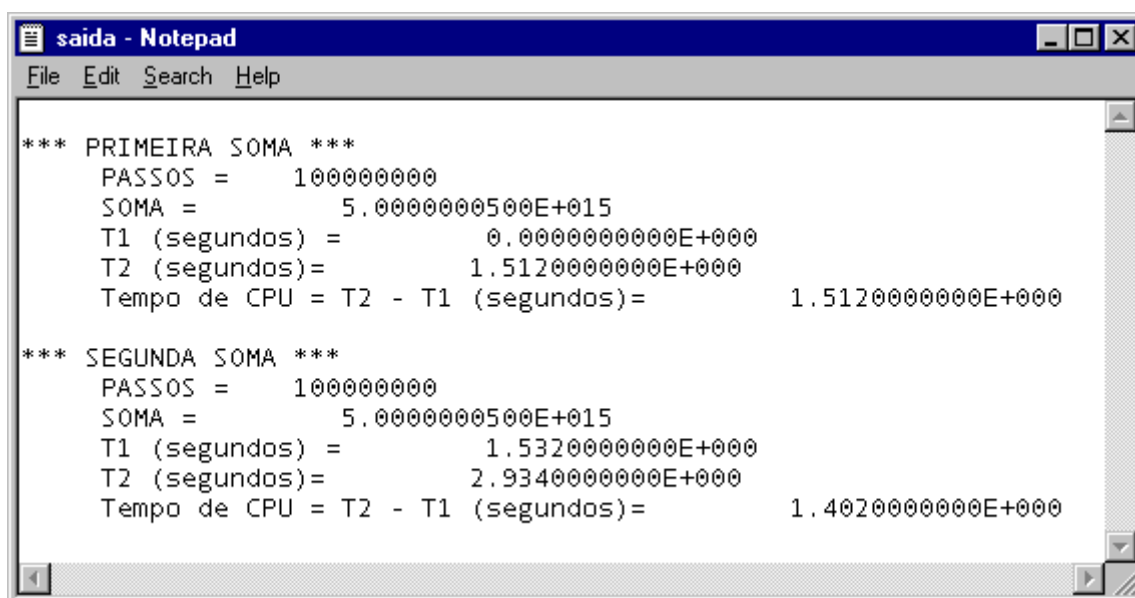 saida - Notepad
File Edit Search Help
*** PRIMEIRA SOMA ***
PASSOS = 100000000
SOMA = 5.0000000500E+015
T1 (segundos) = 0.0000000000E+000
T2 (segundos)= 1.5120000000E+000
Tempo de CPU = T2 - T1 (segundos)= 1.5120000000E+000
*** SEGUNDA SOMA ***
PASSOS = 100000000
SOMA = 5.0000000500E+015
T1 (segundos) = 1.5320000000E+000
T2 (segundos)= 2.9340000000E+000
Tempo de CPU = T2 - T1 (segundos)= 1.4020000000E+000